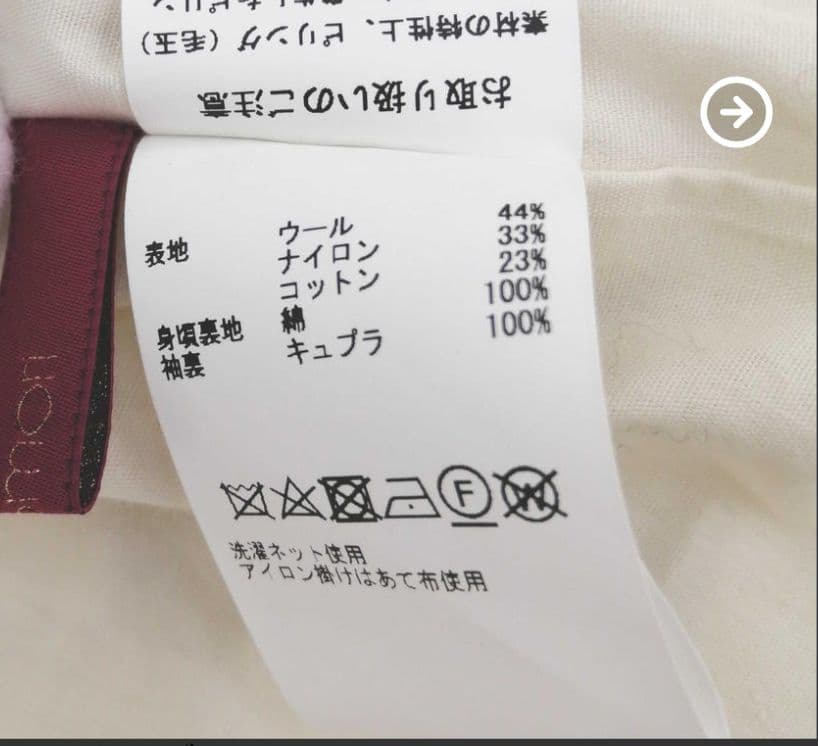 お取り扱いのご注意
素材の特性上、ピリング(毛玉)
表地 ウール 44%
ナイロン 33%
コットン 23%
身頃裏地 綿 100%
袖裏 キュプラ 100%
F
W
洗濯ネット使用
アイロン掛けはあて布使用